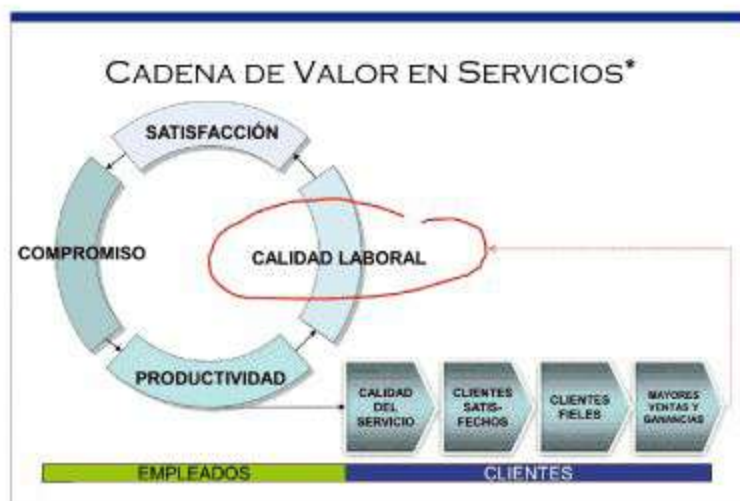 CADENA DE VALOR EN SERVICIOS*
SATISFACCIÓN
COMPROMISO
CALIDAD LABORAL
PRODUCTIVIDAD
CALIDAD
DEL
SERVICIO
CLIENTES
SATIS-
FECHOS
CLIENTES
FIELES
MAYORES
VENTAS Y
GANANCIAS
EMPLEADOS
CLIENTES